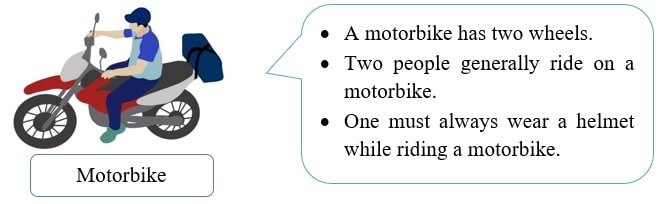 • A motorbike has two wheels.
• Two people generally ride on a
motorbike.
• One must always wear a helmet
while riding a motorbike.
Motorbike